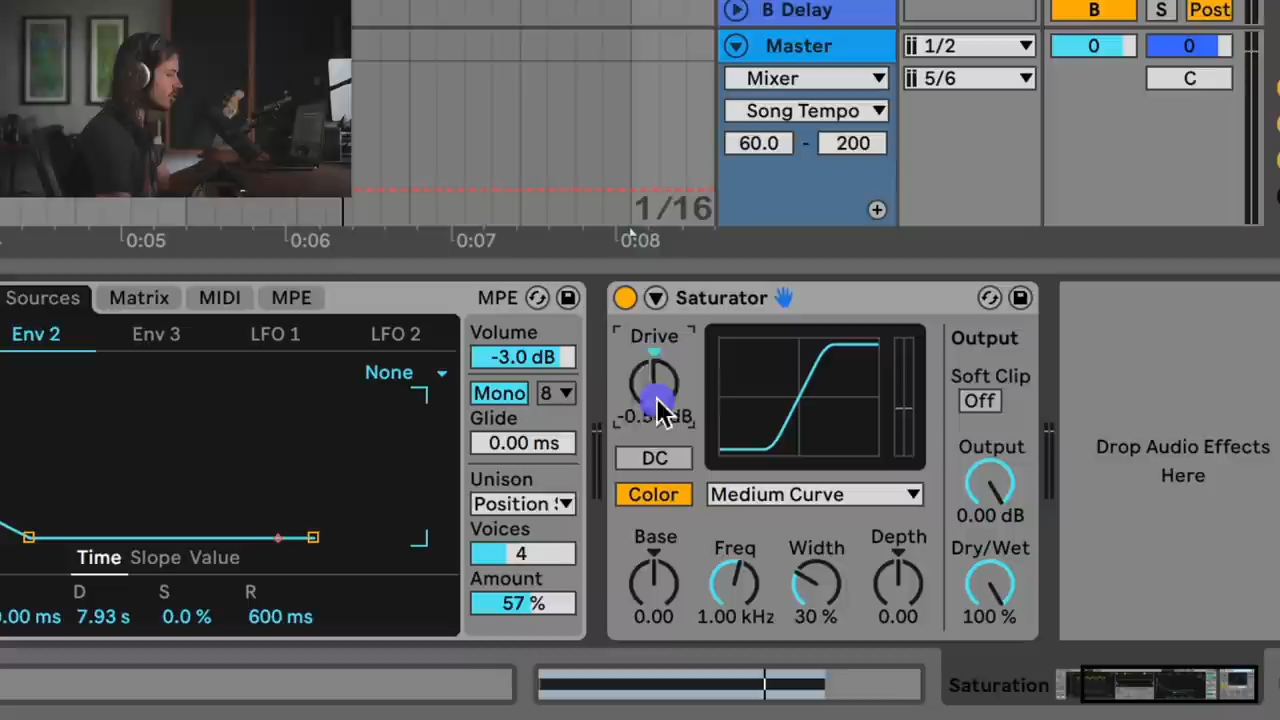 B Delay
B
S
Post
Master
1/2
0
0
Mixer
5/6
C
Song Tempo
60.0 - 200
1/16
0:05
0:06
0:07
0:08
Sources
Matrix
MIDI
MPE
MPE
Env 2
Env 3
LFO 1
LFO 2
None
Time
Slope
Value
D
S
R
0.00 ms
7.93 s
0.0 %
600 ms
Volume
-3.0 dB
Mono
8
Glide
0.00 ms
Unison
Position
Voices
4
Amount
57 %
Saturator
Drive
DC
Color
Medium Curve
Base
0.00
Freq
1.00 kHz
Width
30 %
Depth
0.00
Output
Soft Clip
Off
Output
0.00 dB
Dry/Wet
100 %
Drop Audio Effects
Here
Saturation